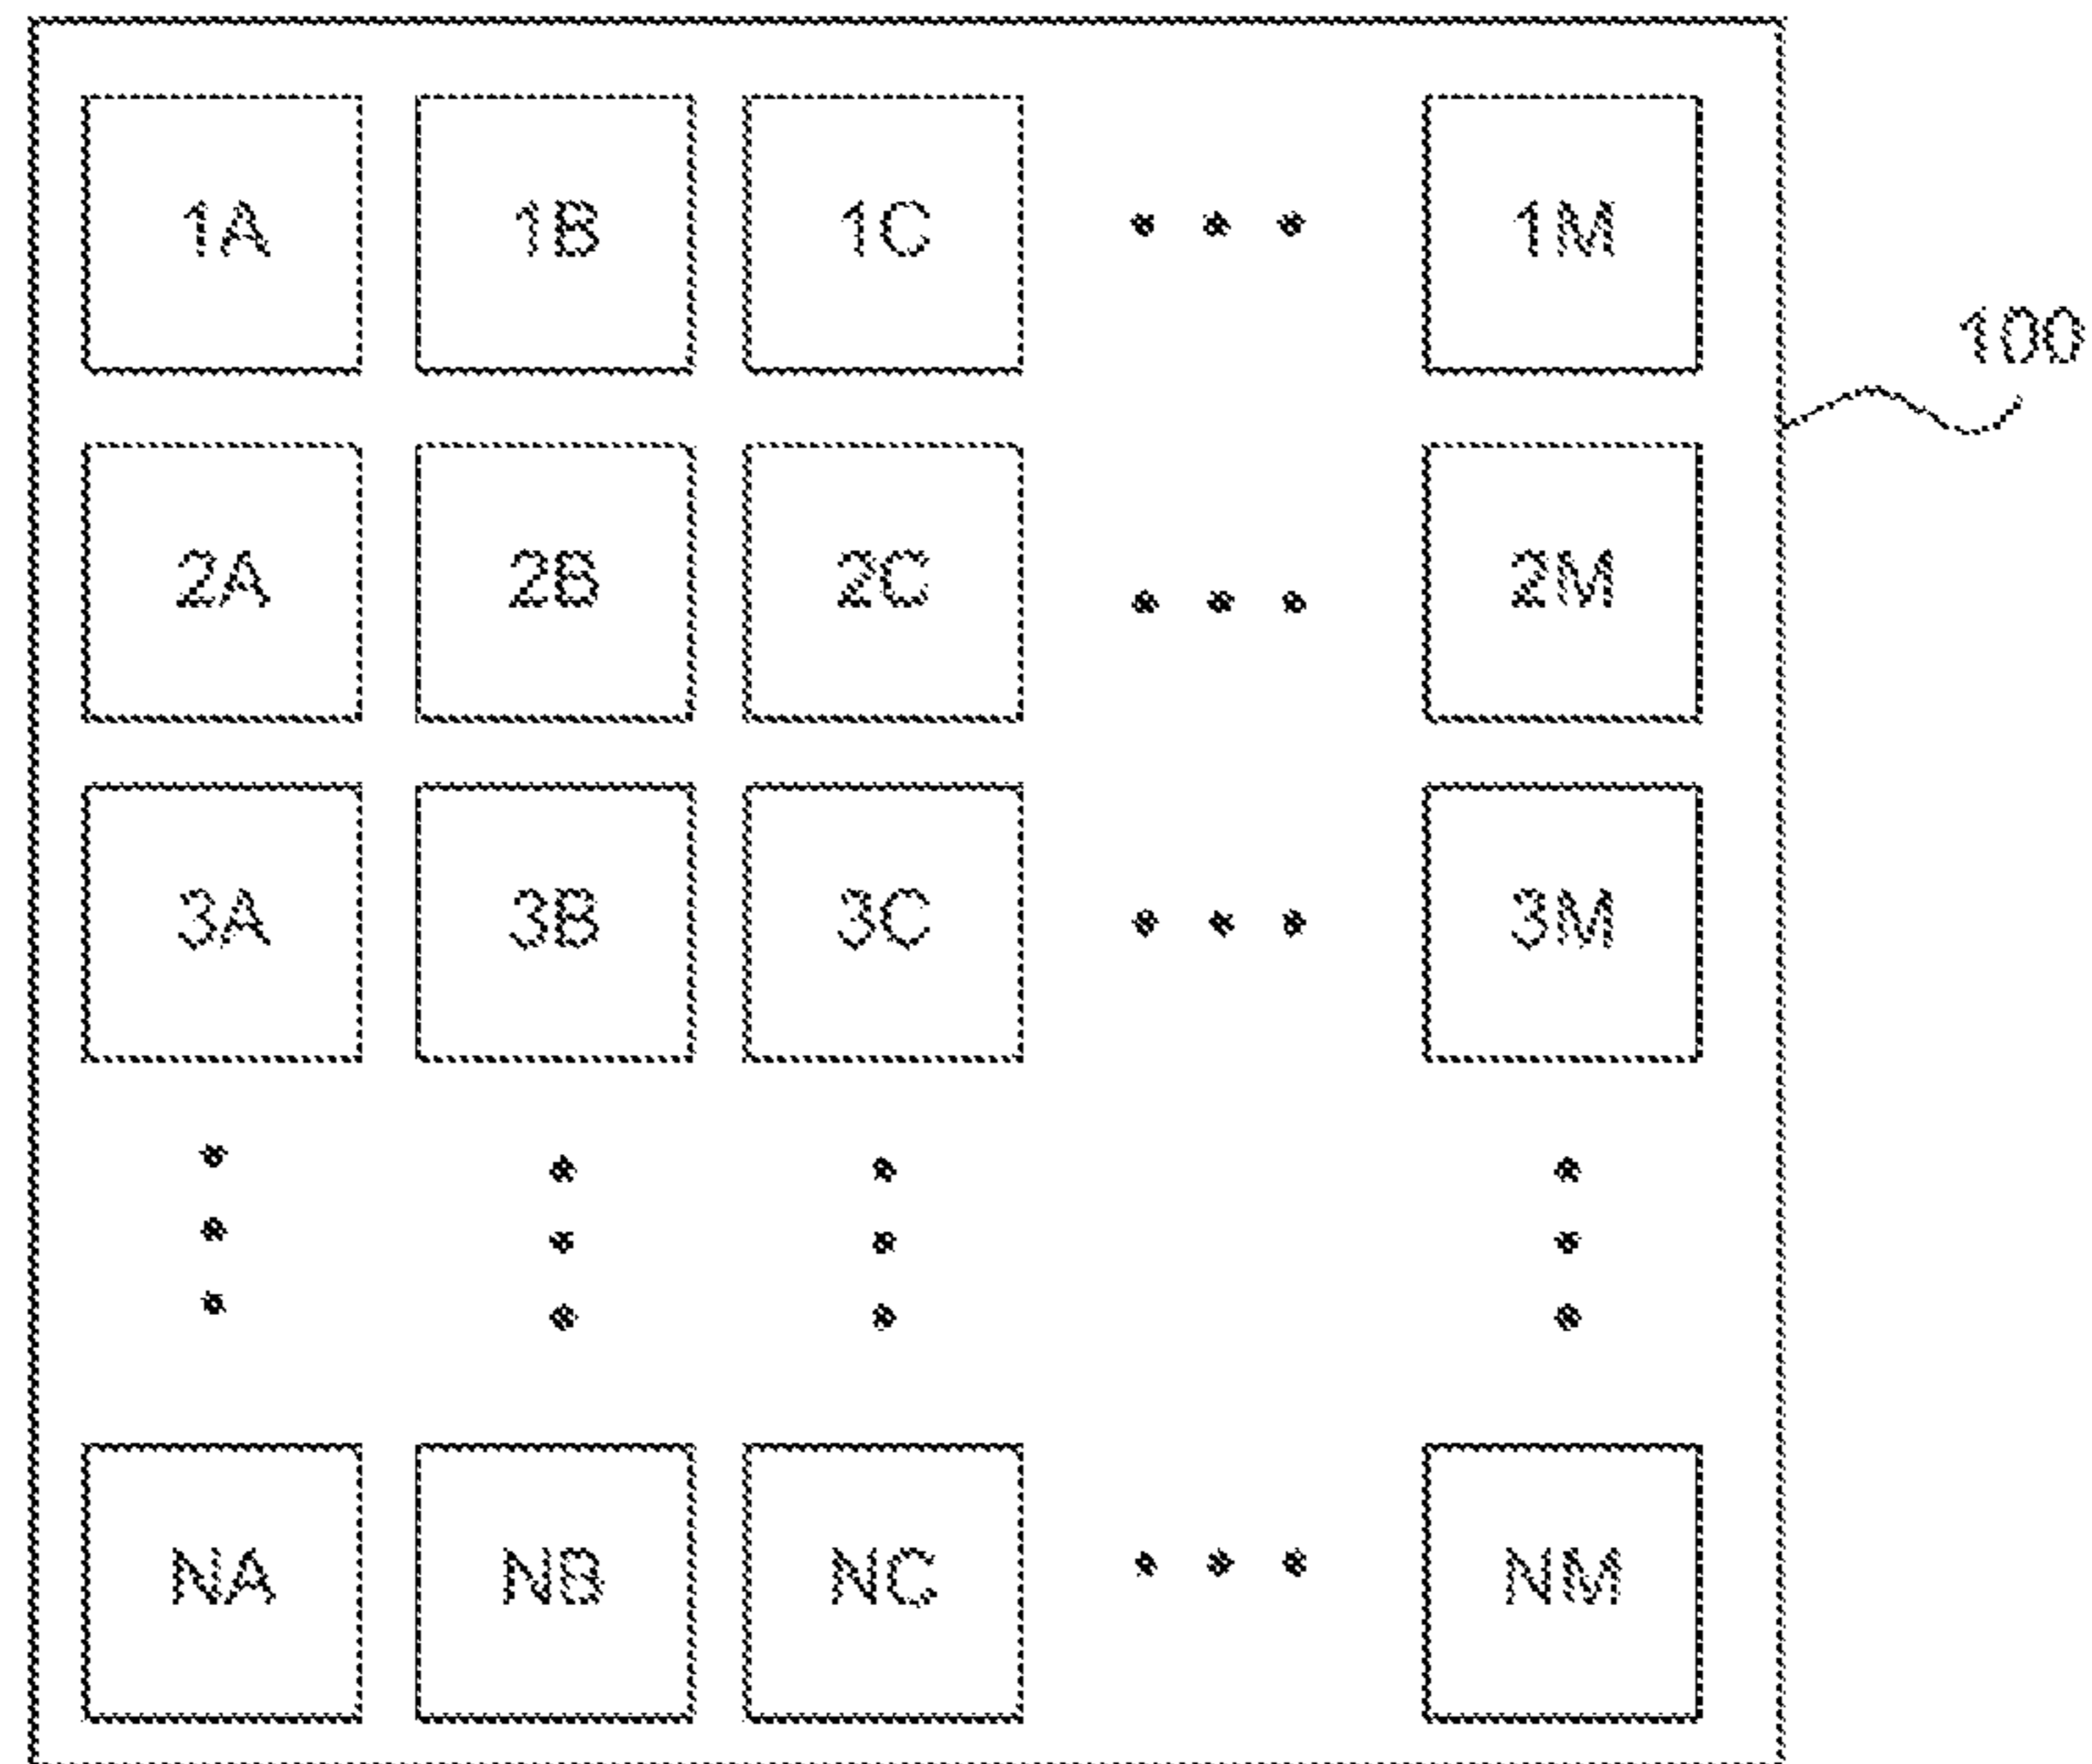 1A 1B 1C • • • 1M
100
2A 2B 2C • • • 2M
3A 3B 3C • • • 3M
NA NB NC • • • NM